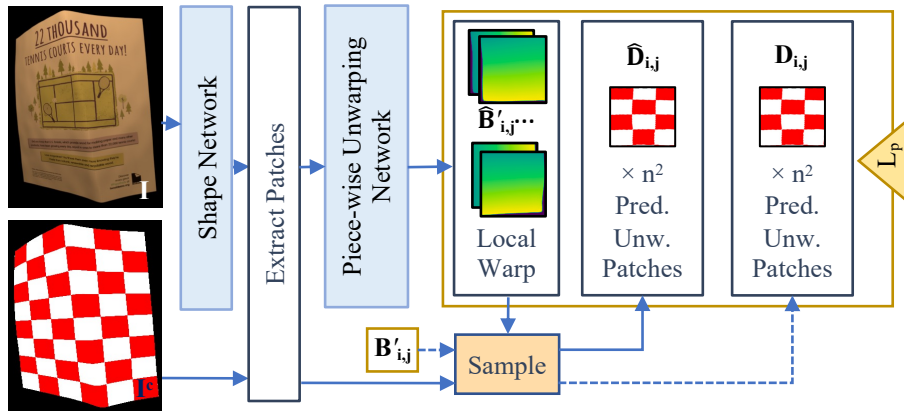 22 THOUSAND
TENNIS COURTS EVERY DAY!
I
Shape Network
Extract Patches
Piece-wise Unwarping
Network
B̂′i,j...
Local
Warp
D̂i,j
× n²
Pred.
Unw.
Patches
Di,j
× n²
Pred.
Unw.
Patches
Lp
Iᶜ
B′i,j
Sample